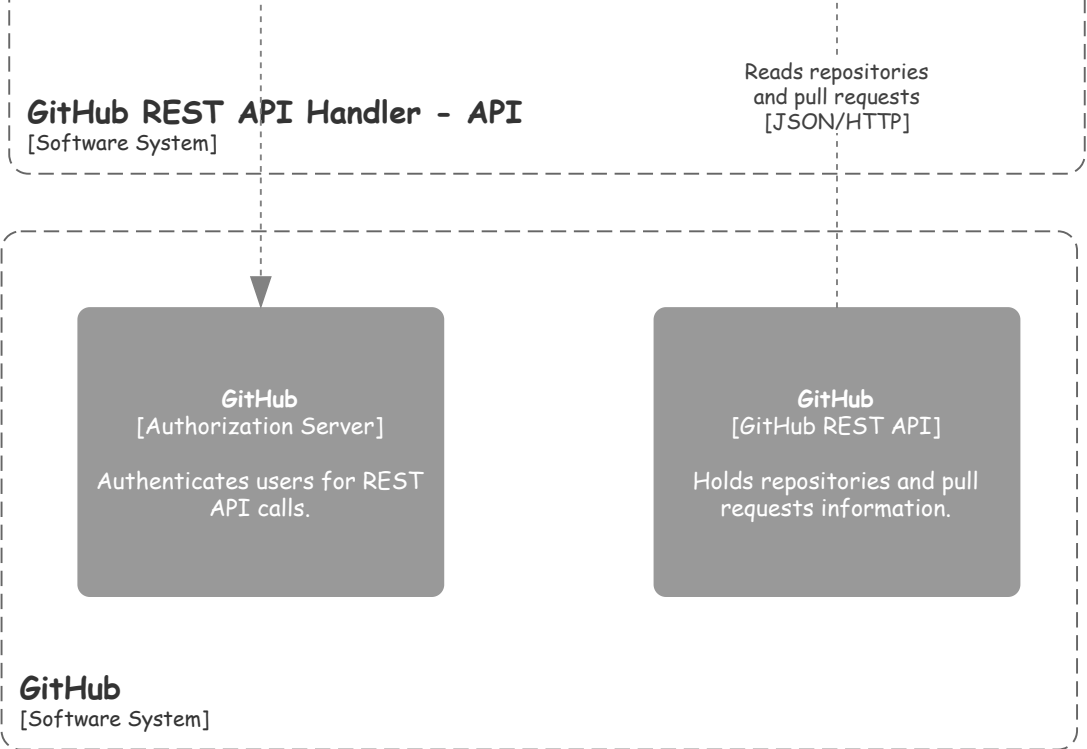 Reads repositories
and pull requests
[JSON/HTTP]
GitHub REST API Handler - API
[Software System]
GitHub
[Authorization Server]
Authenticates users for REST
API calls.
GitHub
[GitHub REST API]
Holds repositories and pull
requests information.
GitHub
[Software System]